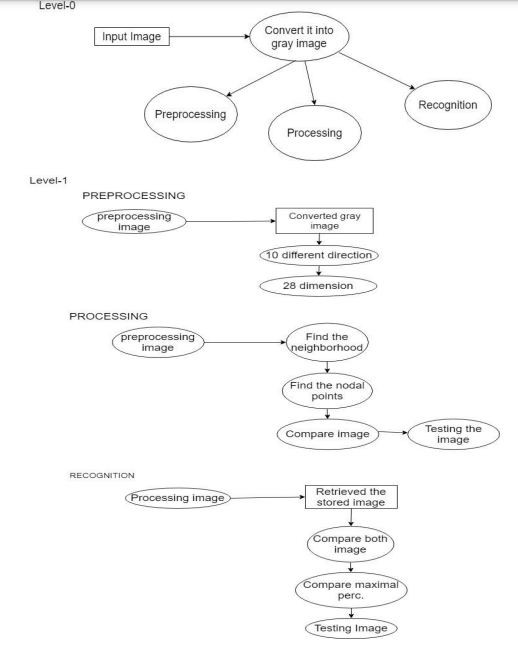 Level-0
Input Image
Convert it into
gray image
Preprocessing
Processing
Recognition
Level-1
PREPROCESSING
preprocessing
image
Converted gray
image
10 different direction
28 dimension
PROCESSING
preprocessing
image
Find the
neighborhood
Find the nodal
points
Compare image
Testing the
image
RECOGNITION
Processing image
Retrieved the
stored image
Compare both
image
Compare maximal
perc.
Testing Image